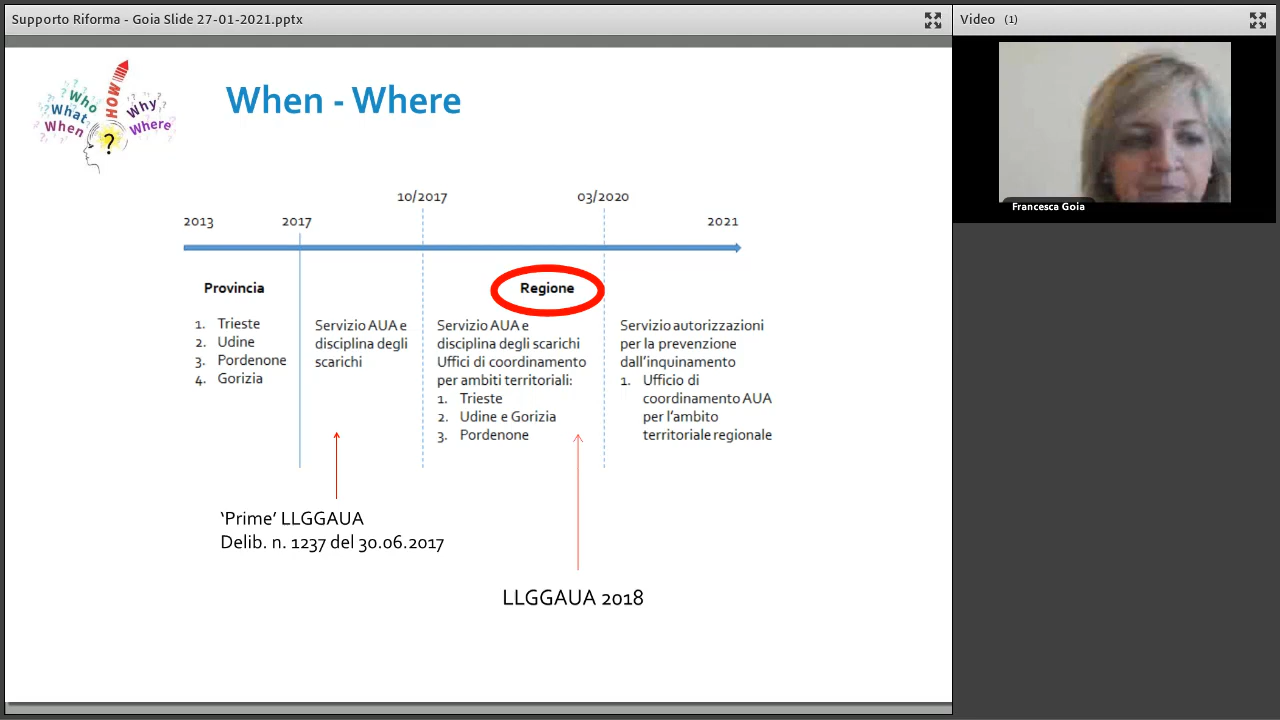 Supporto Riforma - Goia Slide 27-01-2021.pptx
Video (1)
Who
What
When
HOW
Why
Where
?
When - Where
10/2017
03/2020
2013
2017
2021
Provincia
1. Trieste
2. Udine
3. Pordenone
4. Gorizia
Servizio AUA e
disciplina degli
scarichi
Regione
Servizio AUA e
disciplina degli scarichi
Uffici di coordinamento
per ambiti territoriali:
1. Trieste
2. Udine e Gorizia
3. Pordenone
Servizio autorizzazioni
per la prevenzione
dall'inquinamento
1. Ufficio di
coordinamento AUA
per l'ambito
territoriale regionale
‘Prime’ LLGGAUA
Delib. n. 1237 del 30.06.2017
LLGGAUA 2018
Francesca Goia